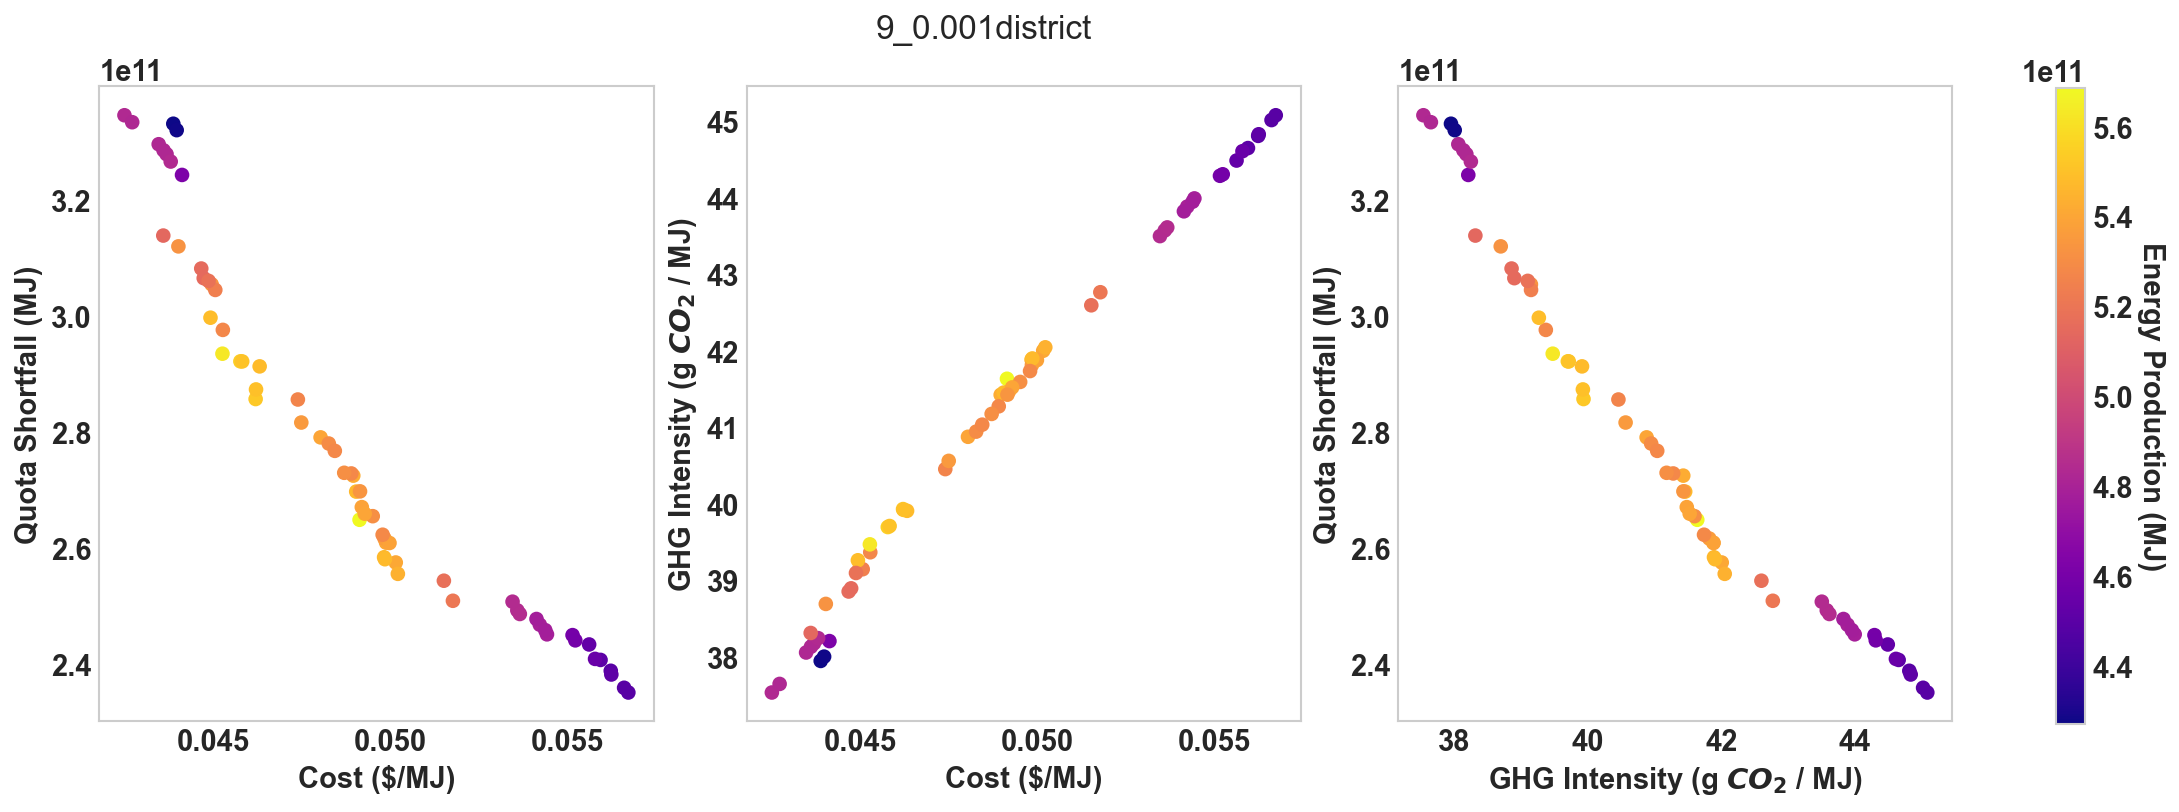 9_0.001district
1e11
3.2
3.0
2.8
2.6
2.4
Quota Shortfall (MJ)
0.045 0.050 0.055
Cost ($/MJ)
45
44
43
42
41
40
39
38
GHG Intensity (g CO₂ / MJ)
0.045 0.050 0.055
Cost ($/MJ)
1e11
3.2
3.0
2.8
2.6
2.4
Quota Shortfall (MJ)
38 40 42 44
GHG Intensity (g CO₂ / MJ)
1e11
5.6
5.4
5.2
5.0
4.8
4.6
4.4
Energy Production (MJ)